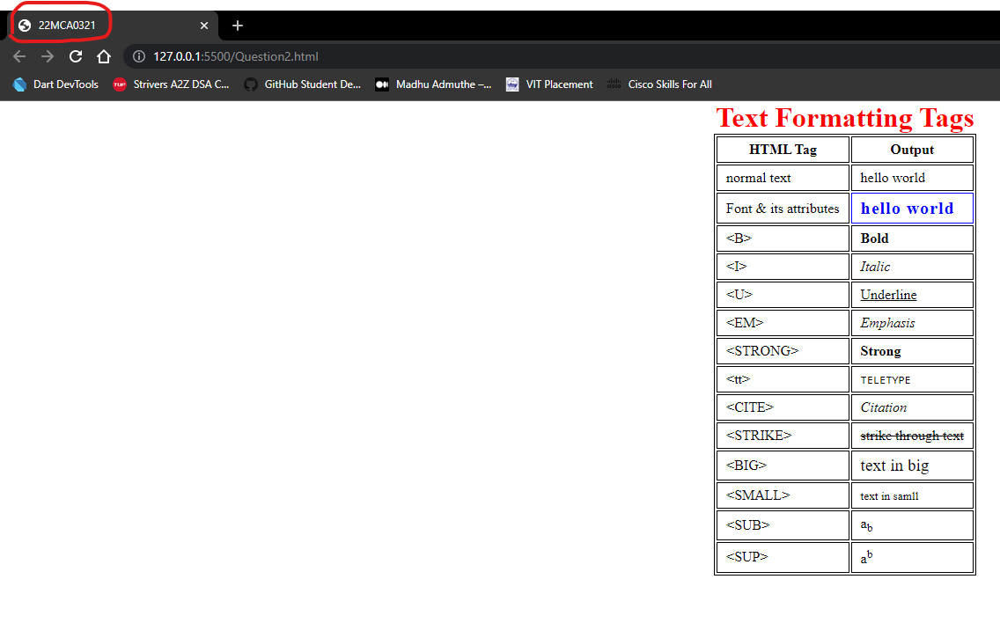 22MCA0321
127.0.0.1:5500/Question2.html
Dart DevTools TUF Strivers A2Z DSA C... GitHub Student De... Madhu Admuthe –... VIT Placement Cisco Skills For All
Text Formatting Tags
HTML Tag Output
normal text hello world
Font & its attributes hello world
<B> Bold
<I> Italic
<U> Underline
<EM> Emphasis
<STRONG> Strong
<tt> TELETYPE
<CITE> Citation
<STRIKE> strike through text
<BIG> text in big
<SMALL> text in samll
<SUB> ab
<SUP> ab